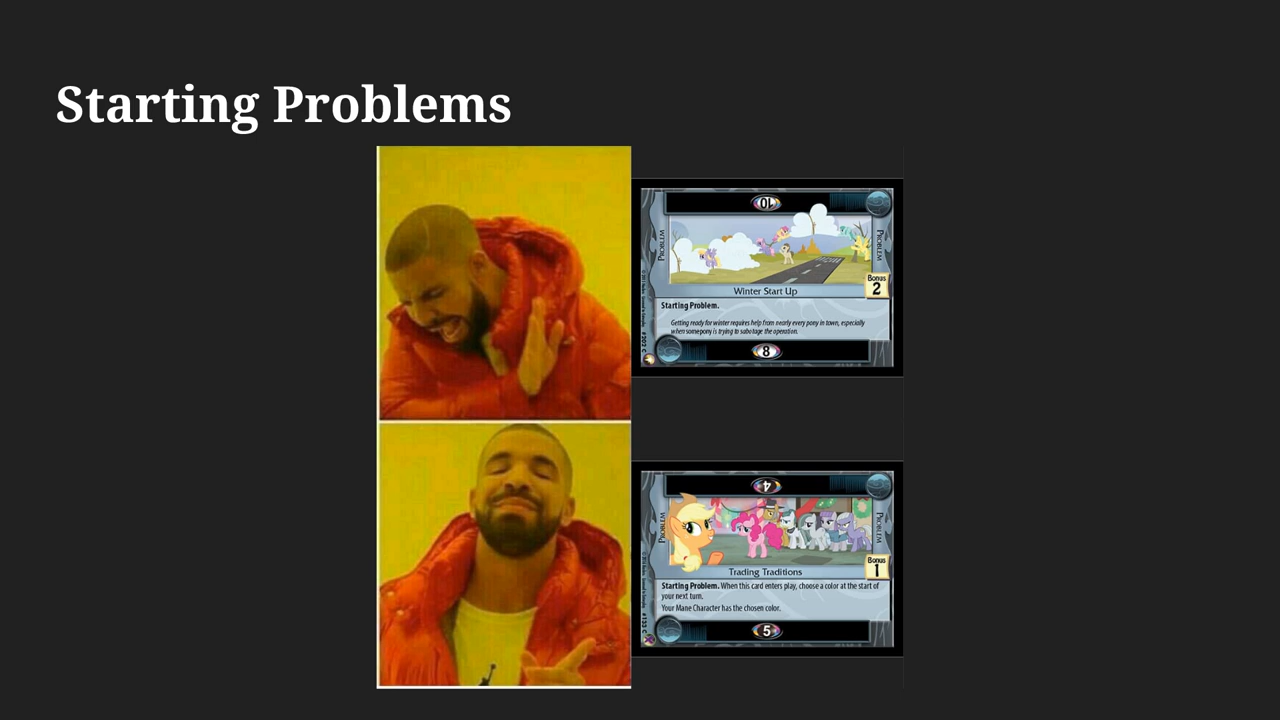 Starting Problems
10
PROBLEM
PROBLEM
Bonus
2
Winter Start Up
Starting Problem.
Getting ready for winter requires help from nearly every pony in town, especially
when somepony is trying to sabotage the operation.
8
4
PROBLEM
PROBLEM
Bonus
1
Trading Traditions
Starting Problem. When this card enters play, choose a color at the start of
your next turn.
Your Mane Character has the chosen color.
5